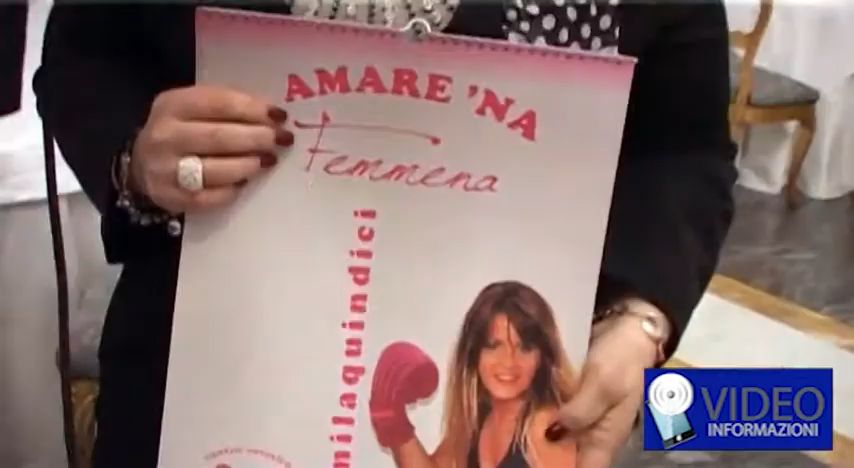 AMARE 'NA
Femmena
milaquindici
VIDEO
INFORMAZIONI